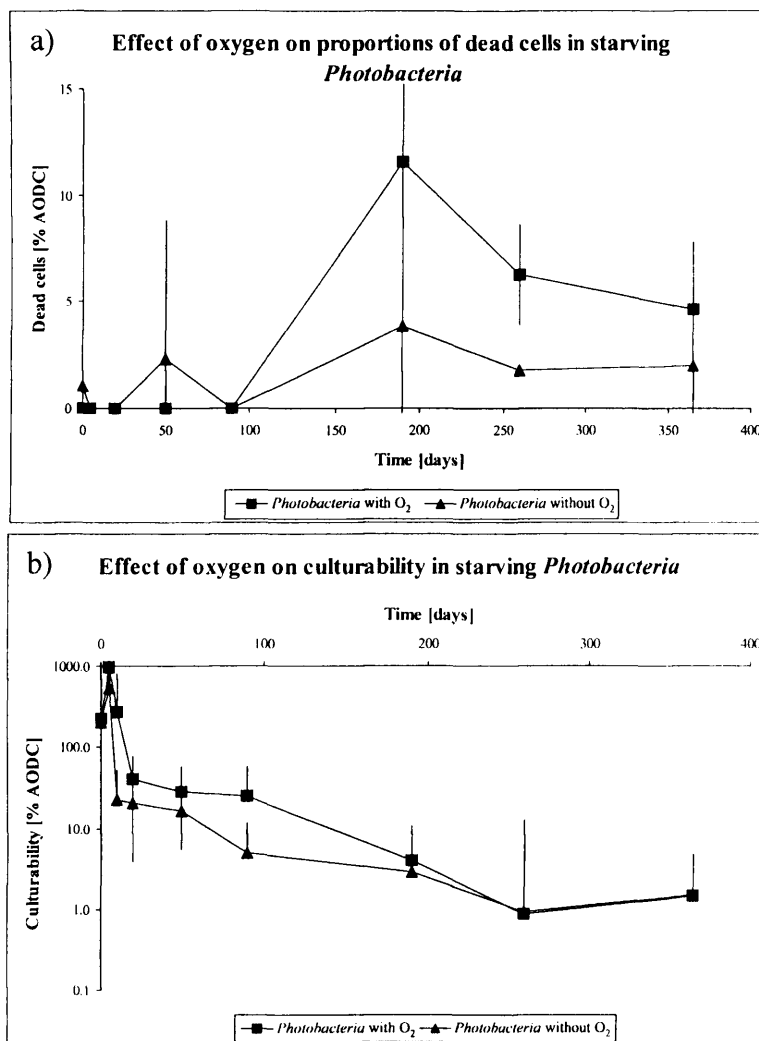 a)
Effect of oxygen on proportions of dead cells in starving
Photobacteria
15
10
5
0
Dead cells [% AODC]
0 50 100 150 200 250 300 350 400
Time [days]
Photobacteria with O₂ Photobacteria without O₂
b)
Effect of oxygen on culturability in starving Photobacteria
Time [days]
0 100 200 300 400
1000.0
100.0
10.0
1.0
0.1
Culturability [% AODC]
Photobacteria with O₂ Photobacteria without O₂